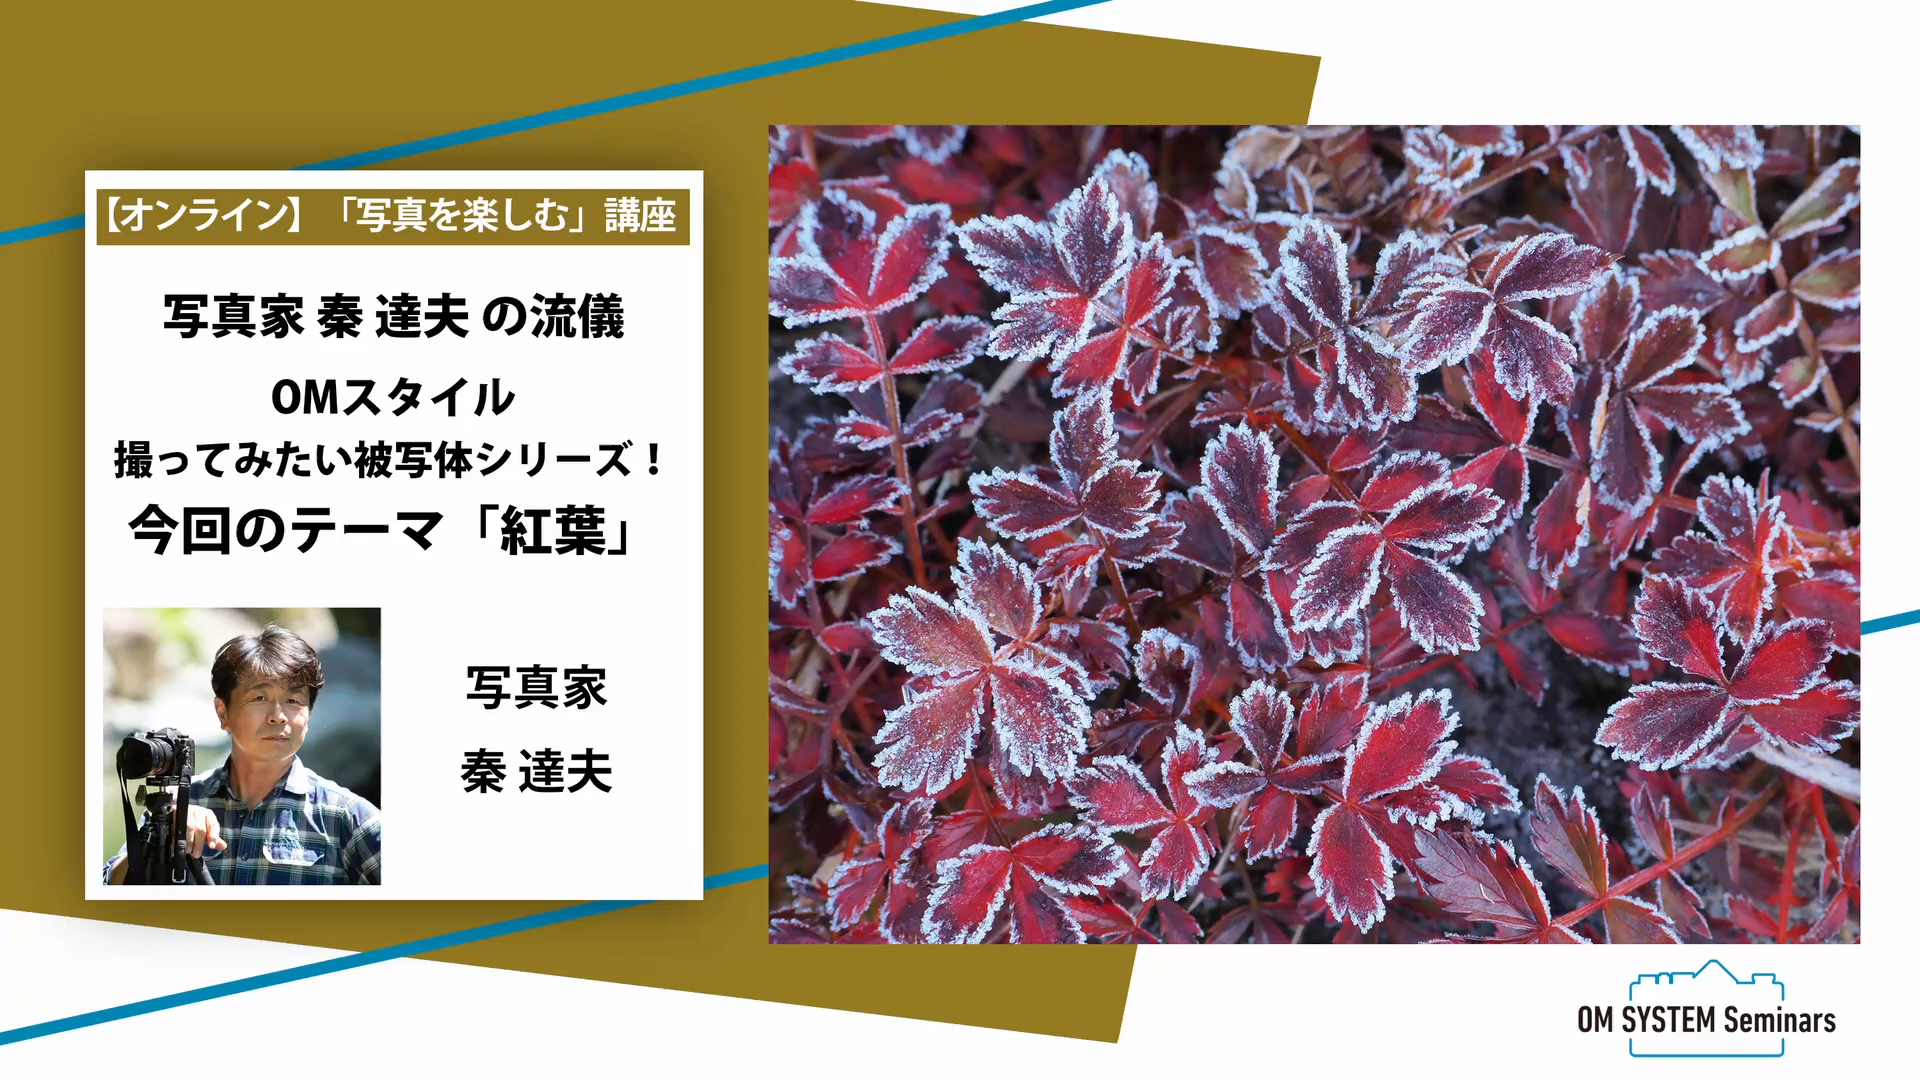 【オンライン】「写真を楽しむ」講座
写真家 秦 達夫 の流儀
OMスタイル
撮ってみたい被写体シリーズ！
今回のテーマ「紅葉」
写真家
秦 達夫
OM SYSTEM Seminars